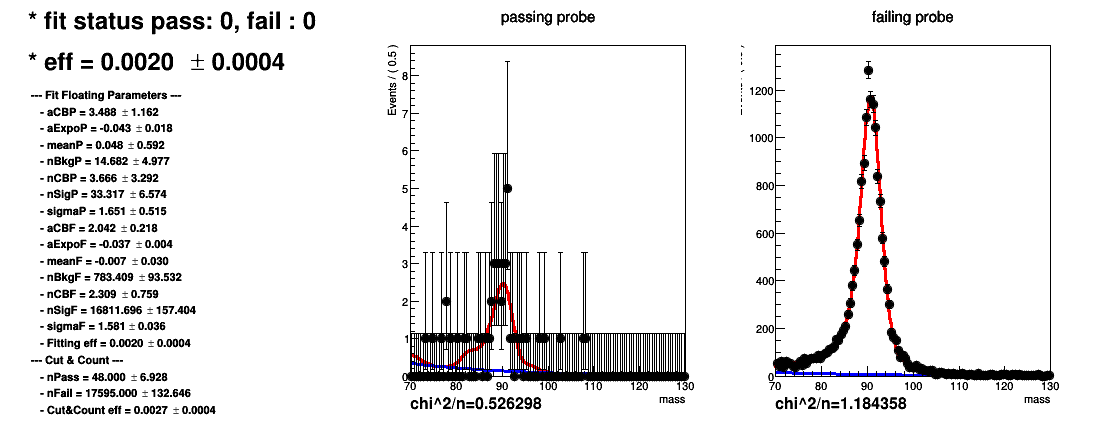 * fit status pass: 0, fail : 0
* eff = 0.0020 ± 0.0004
--- Fit Floating Parameters ---
- aCBP = 3.488 ± 1.162
- aExpoP = -0.043 ± 0.018
- meanP = 0.048 ± 0.592
- nBkgP = 14.682 ± 4.977
- nCBP = 3.666 ± 3.292
- nSigP = 33.317 ± 6.574
- sigmaP = 1.651 ± 0.515
- aCBF = 2.042 ± 0.218
- aExpoF = -0.037 ± 0.004
- meanF = -0.007 ± 0.030
- nBkgF = 783.409 ± 93.532
- nCBF = 2.309 ± 0.759
- nSigF = 16811.696 ± 157.404
- sigmaF = 1.581 ± 0.036
- Fitting eff = 0.0020 ± 0.0004
--- Cut & Count ---
- nPass = 48.000 ± 6.928
- nFail = 17595.000 ± 132.646
- Cut&Count eff = 0.0027 ± 0.0004
passing probe
Events / ( 0.5 )
8
7
6
5
4
3
2
1
0
70 80 90 100 110 120 130
mass
chi^2/n=0.526298
failing probe
1200
1000
800
600
400
200
0
70 80 90 100 110 120 130
mass
chi^2/n=1.184358